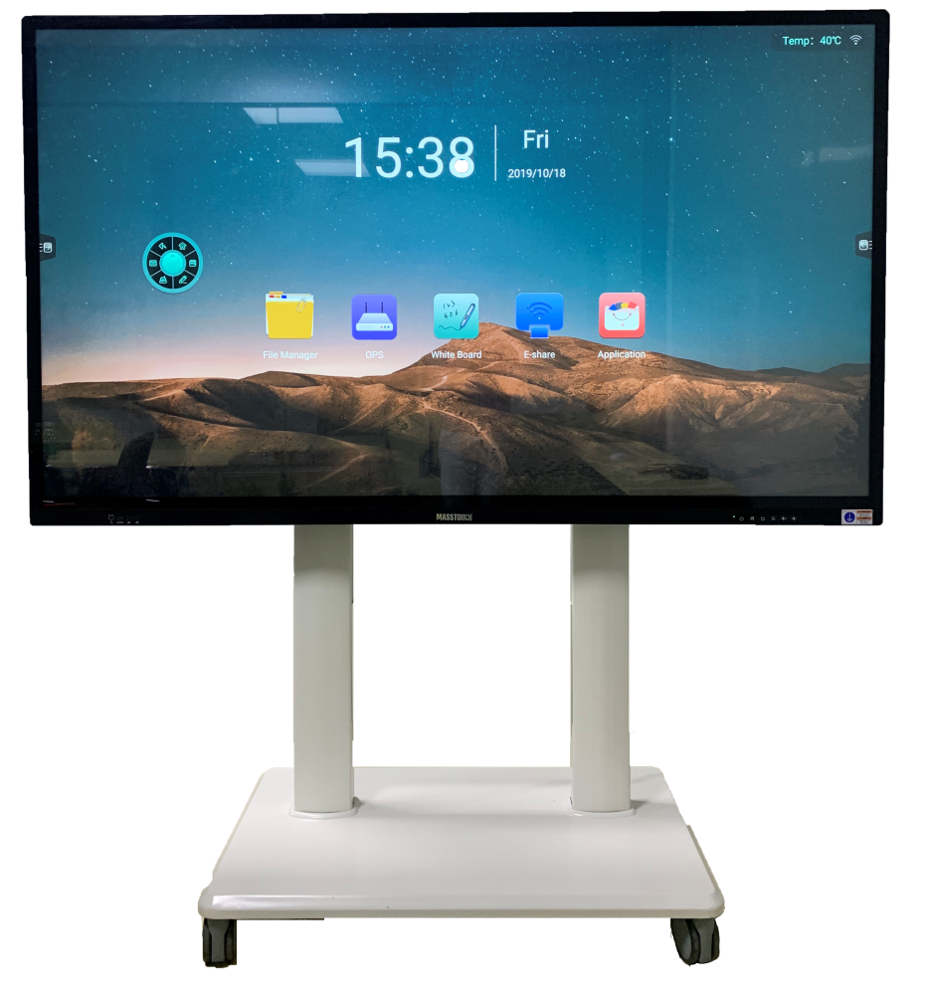 Temp: 40℃
15:38
Fri
2019/10/18
File Manager
OPS
White Board
E-share
Application
MASSTOUCH